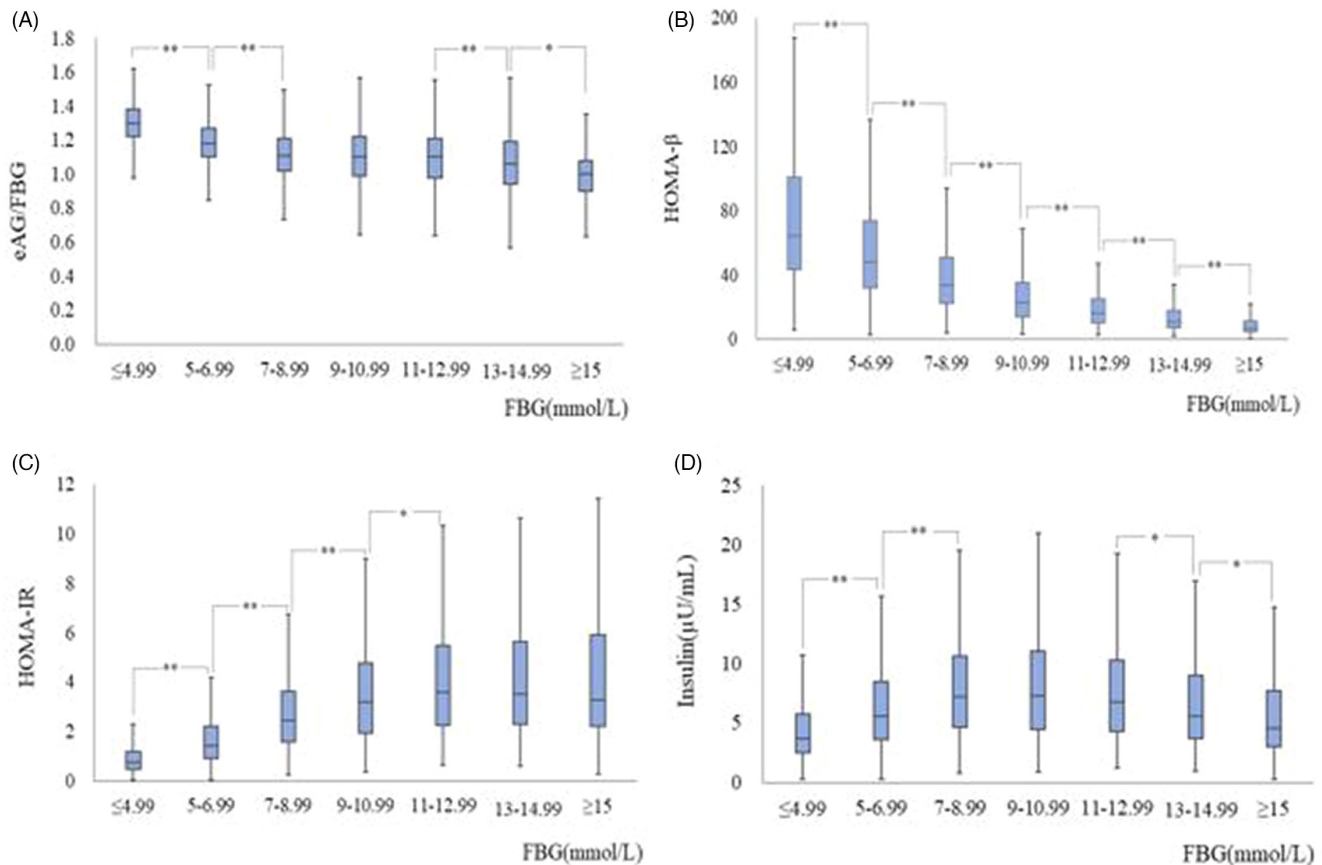 (A)
1.8
1.6
1.4
1.2
1.0
0.8
0.6
0.4
0.2
0.0
eAG/FBG
** ** ** *
≤4.99 5-6.99 7-8.99 9-10.99 11-12.99 13-14.99 ≥15
FBG(mmol/L)
(B)
200
160
120
80
40
0
HOMA-β
** ** ** ** ** **
≤4.99 5-6.99 7-8.99 9-10.99 11-12.99 13-14.99 ≥15
FBG(mmol/L)
(C)
12
10
8
6
4
2
0
HOMA-IR
** ** ** *
≤4.99 5-6.99 7-8.99 9-10.99 11-12.99 13-14.99 ≥15
FBG(mmol/L)
(D)
25
20
15
10
5
0
Insulin(μU/mL)
** ** * *
≤4.99 5-6.99 7-8.99 9-10.99 11-12.99 13-14.99 ≥15
FBG(mmol/L)